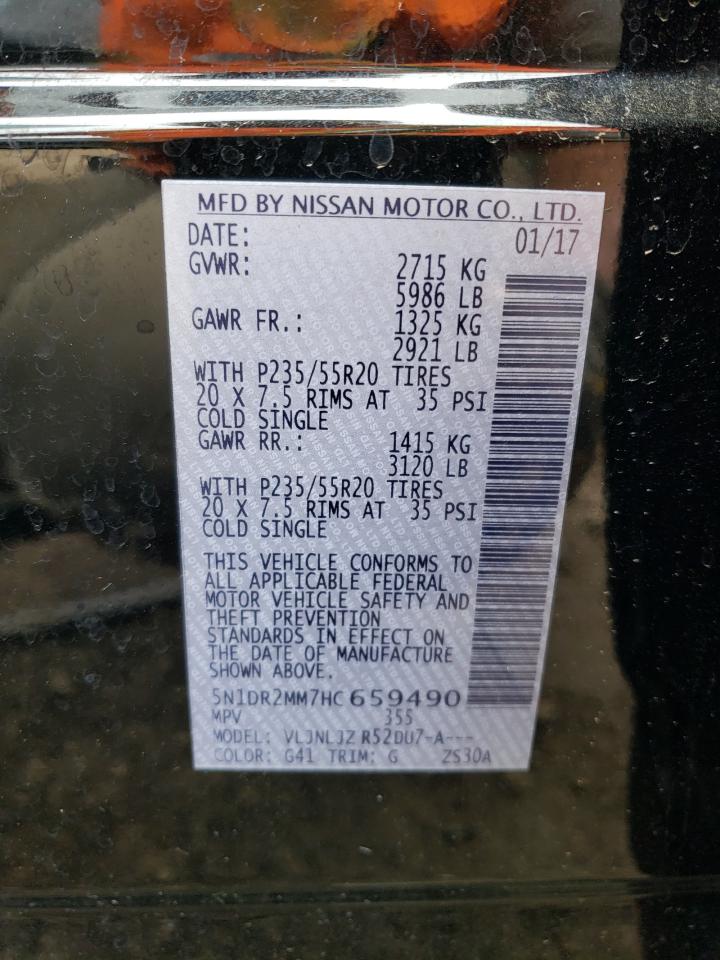 MFD BY NISSAN MOTOR CO., LTD.
DATE: 01/17
GVWR: 2715 KG
5986 LB
GAWR FR.: 1325 KG
2921 LB
WITH P235/55R20 TIRES
20 X 7.5 RIMS AT 35 PSI
COLD SINGLE
GAWR RR.: 1415 KG
3120 LB
WITH P235/55R20 TIRES
20 X 7.5 RIMS AT 35 PSI
COLD SINGLE
THIS VEHICLE CONFORMS TO
ALL APPLICABLE FEDERAL
MOTOR VEHICLE SAFETY AND
THEFT PREVENTION
STANDARDS IN EFFECT ON
THE DATE OF MANUFACTURE
SHOWN ABOVE.
5N1DR2MM7HC659490
MPV 355
MODEL: VLJNLJZ R52DU7-A---
COLOR: G41 TRIM: G ZS30A